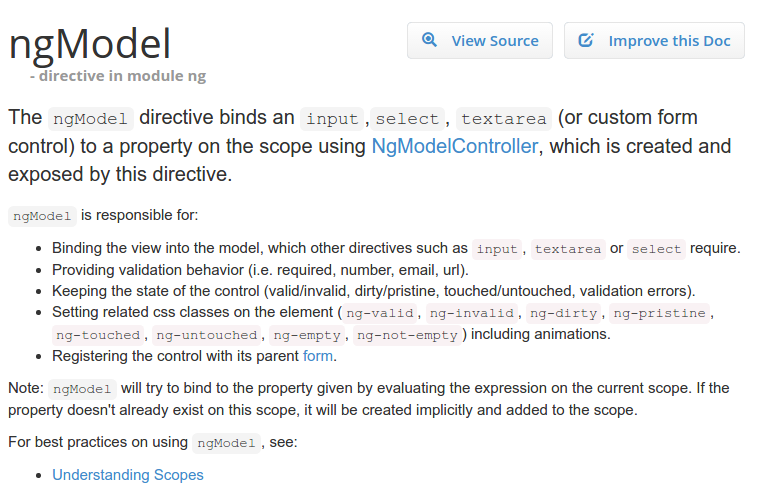 ngModel
View Source
Improve this Doc
- directive in module ng
The ngModel directive binds an input ,select, textarea (or custom form
control) to a property on the scope using NgModelController, which is created and
exposed by this directive.
ngModel is responsible for:
• Binding the view into the model, which other directives such as input, textarea or select require.
• Providing validation behavior (i.e. required, number, email, url).
• Keeping the state of the control (valid/invalid, dirty/pristine, touched/untouched, validation errors).
• Setting related css classes on the element (ng-valid, ng-invalid, ng-dirty, ng-pristine,
ng-touched, ng-untouched, ng-empty, ng-not-empty) including animations.
• Registering the control with its parent form.
Note: ngModel will try to bind to the property given by evaluating the expression on the current scope. If the
property doesn't already exist on this scope, it will be created implicitly and added to the scope.
For best practices on using ngModel, see:
• Understanding Scopes